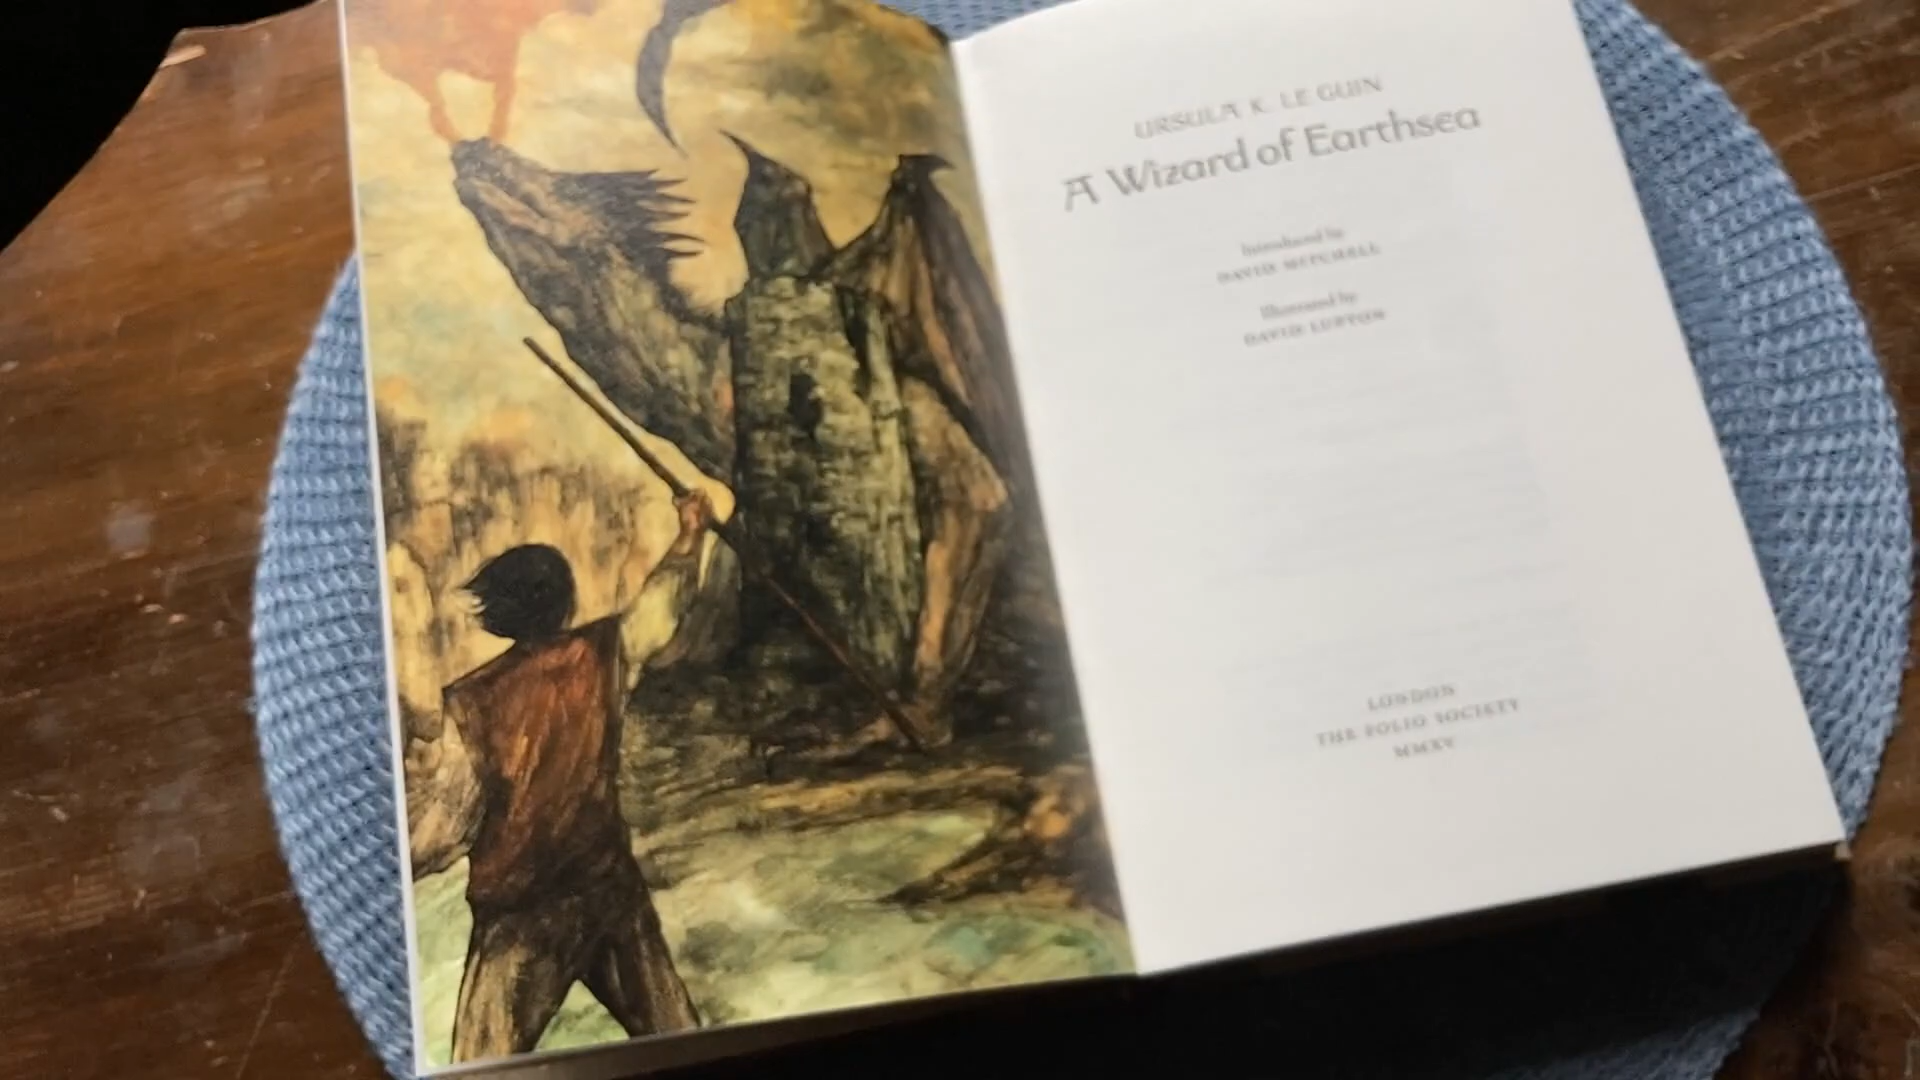 URSULA K. LE GUIN
A Wizard of Earthsea
Introduced by
DAVID MITCHELL
Illustrated by
DAVID LUPTON
LONDON
THE FOLIO SOCIETY
MMXV